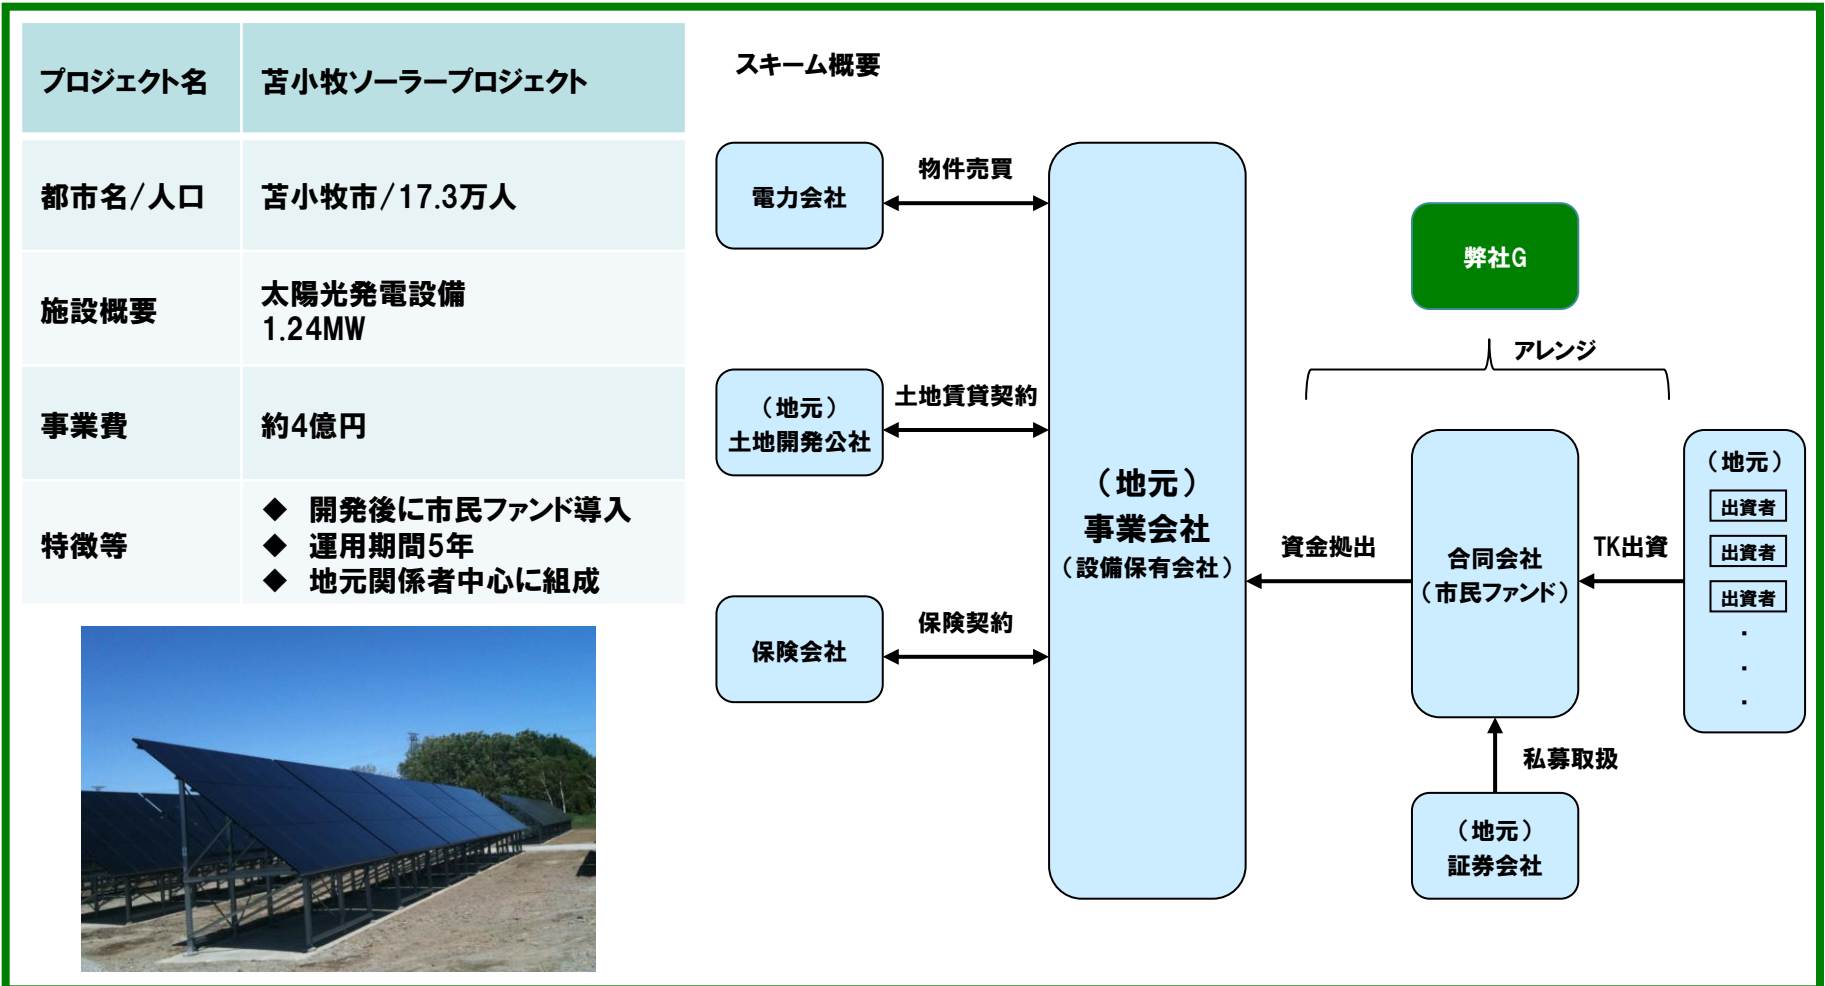 プロジェクト名
苫小牧ソーラープロジェクト
都市名/人口
苫小牧市/17.3万人
施設概要
太陽光発電設備
1.24MW
事業費
約4億円
特徴等
◆ 開発後に市民ファンド導入
◆ 運用期間5年
◆ 地元関係者中心に組成
スキーム概要
電力会社
物件売買
(地元)
土地開発公社
土地賃貸契約
保険会社
保険契約
(地元)
事業会社
(設備保有会社)
弊社G
アレンジ
資金拠出
合同会社
(市民ファンド)
TK出資
(地元)
出資者
出資者
出資者
・
・
・
私募取扱
(地元)
証券会社